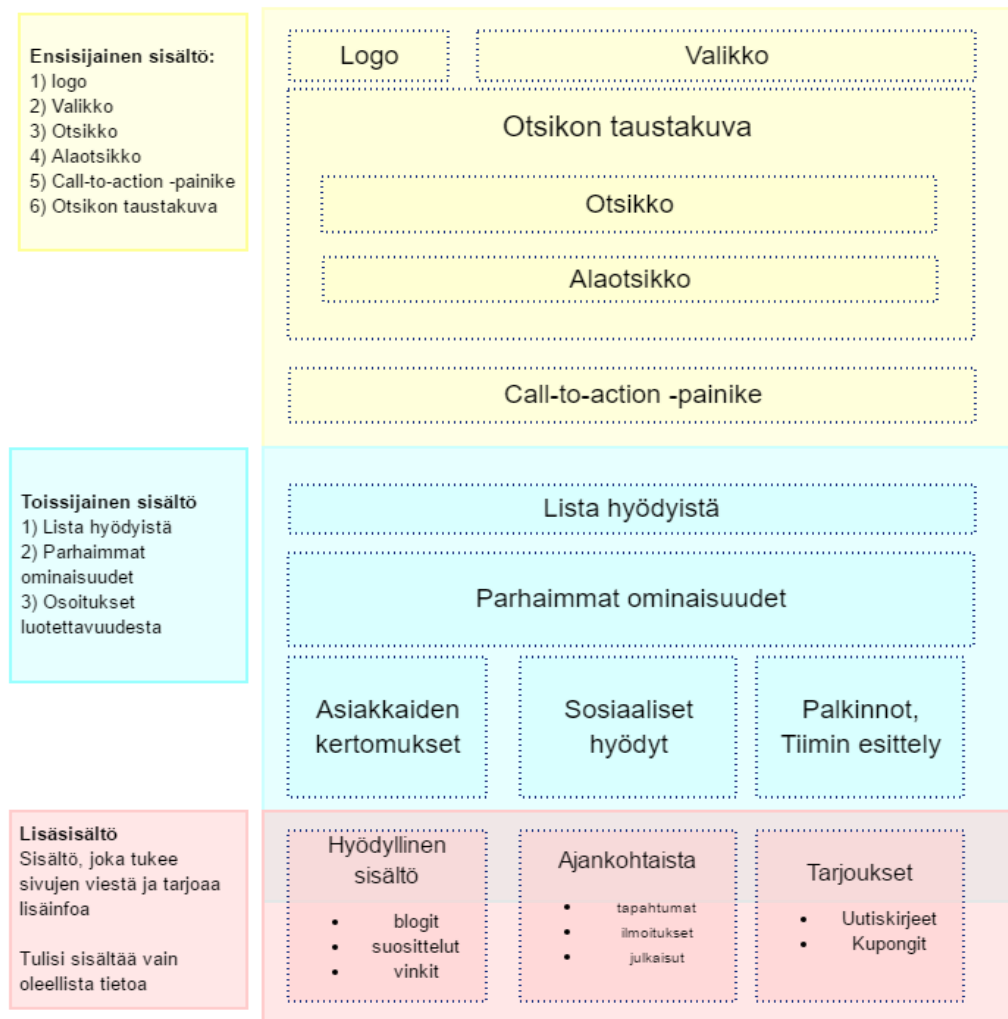 Ensisijainen sisältö:
1) logo
2) Valikko
3) Otsikko
4) Alaotsikko
5) Call-to-action -painike
6) Otsikon taustakuva
Logo
Valikko
Otsikon taustakuva
Otsikko
Alaotsikko
Call-to-action -painike
Toissijainen sisältö
1) Lista hyödyistä
2) Parhaimmat
ominaisuudet
3) Osoitukset
luotettavuudesta
Lista hyödyistä
Parhaimmat ominaisuudet
Asiakkaiden
kertomukset
Sosiaaliset
hyödyt
Palkinnot,
Tiimin esittely
Lisäsisältö
Sisältö, joka tukee
sivujen viestä ja tarjoaa
lisäinfoa
Tulisi sisältää vain
oleellista tietoa
Hyödyllinen
sisältö
• blogit
• suosittelut
• vinkit
Ajankohtaista
• tapahtumat
• ilmoitukset
• julkaisut
Tarjoukset
• Uutiskirjeet
• Kupongit